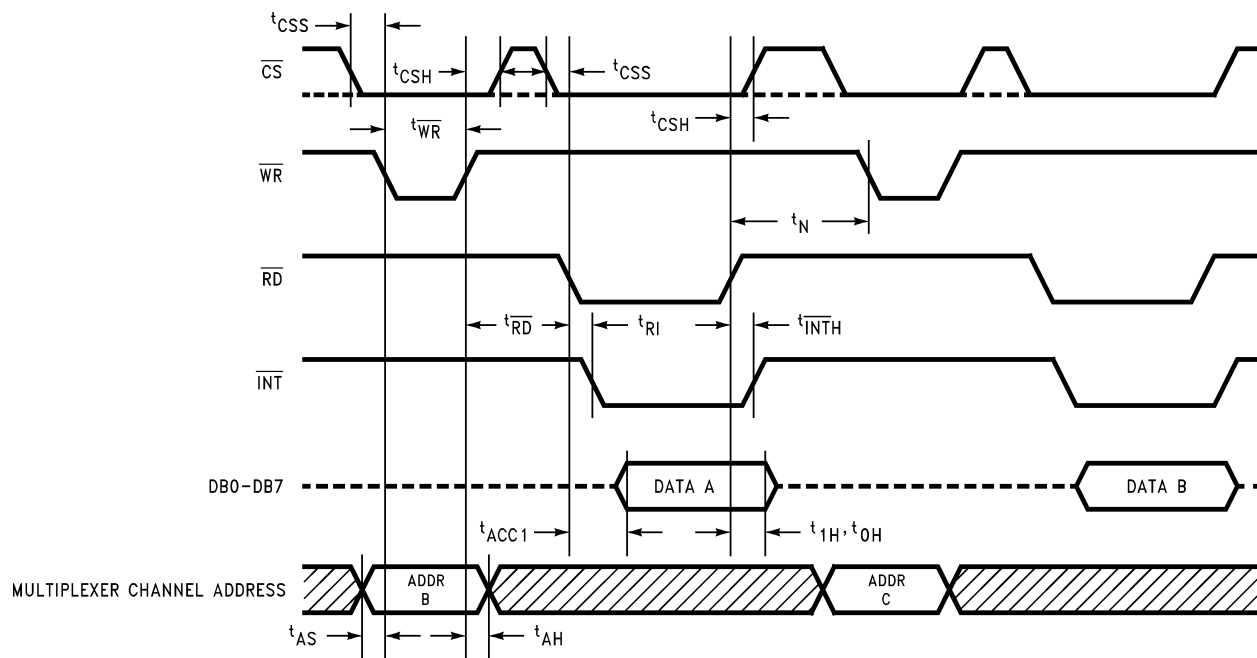 tCSS
CS
tCSH
tCSS
tWR
tCSH
WR
tN
RD
tRD
tRI
tINTH
INT
DB0-DB7
DATA A
DATA B
tACC1
t1H, t0H
MULTIPLEXER CHANNEL ADDRESS
ADDR
B
ADDR
C
tAS
tAH